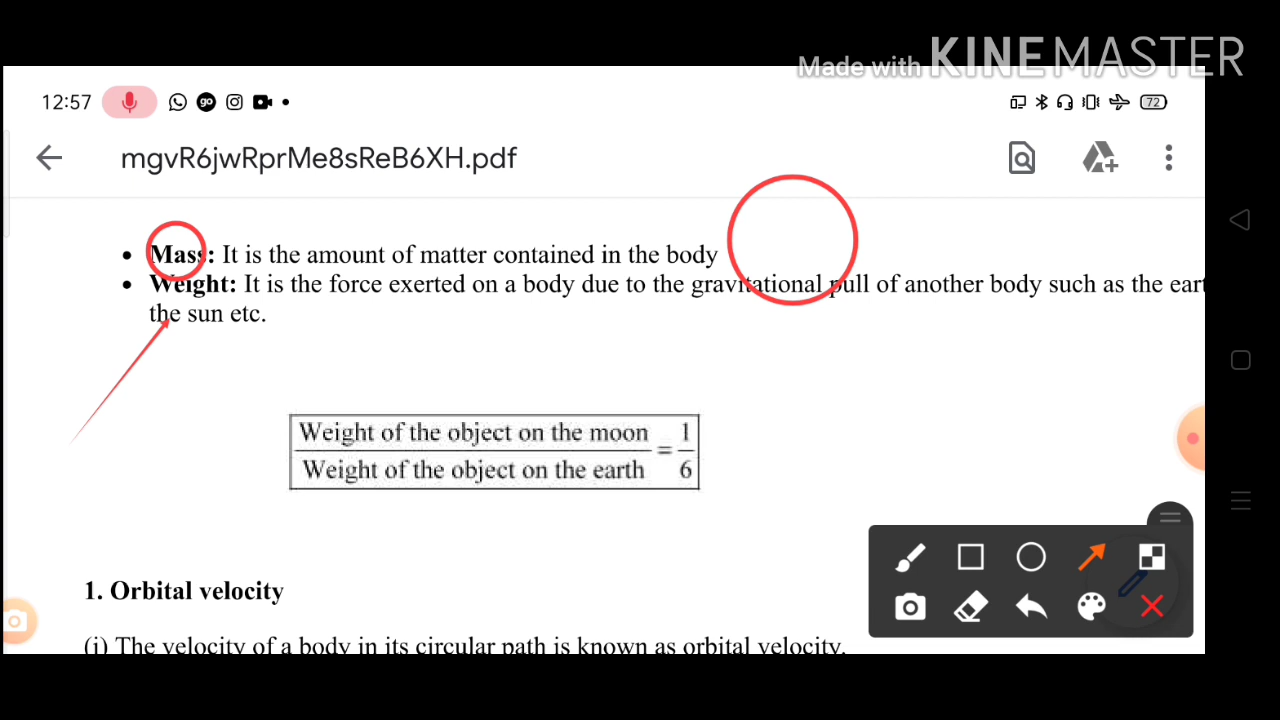 Made with KINEMASTER
12:57 go 72
mgvR6jwRprMe8sReB6XH.pdf
• Mass: It is the amount of matter contained in the body
• Weight: It is the force exerted on a body due to the gravitational pull of another body such as the ear
the sun etc.
Weight of the object on the moon
Weight of the object on the earth
= 1
6
1. Orbital velocity
(i) The velocity of a body in its circular path is known as orbital velocity.